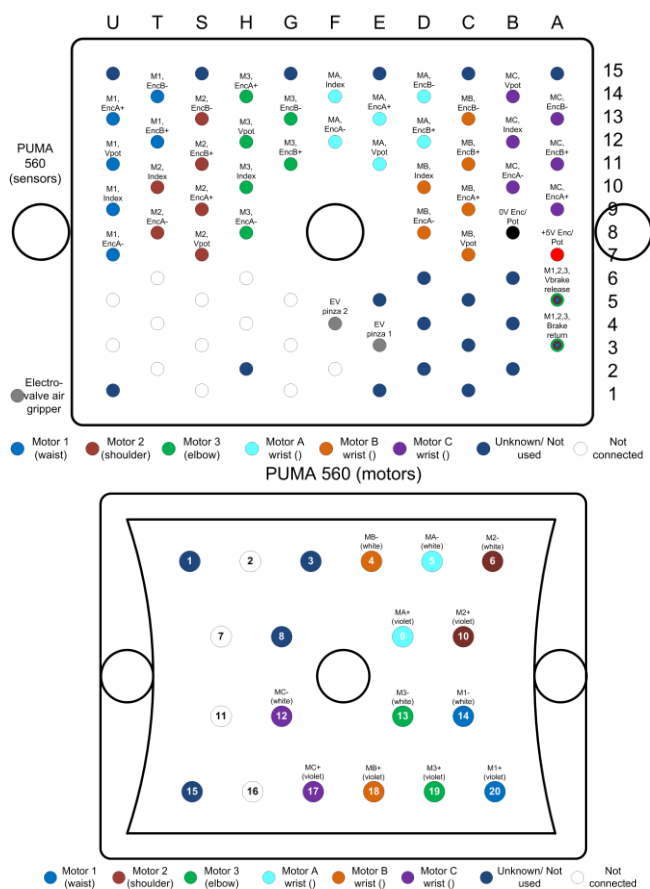 U T S H G F E D C B A
15
M1,
EncB-
M3,
EncA+
MA,
Index
MA,
EncB-
MC,
Vpot
14
M1,
EncA+
M2,
EncB-
M3,
EncB-
MA,
EncA+
MB,
EncB-
MC,
EncB-
13
M1,
EncB+
M3,
Vpot
MA,
EncA-
MA,
EncB+
MC,
Index
12
PUMA
560
(sensors)
M1,
Vpot
M2,
EncB+
M3,
EncB+
MA,
Vpot
MB,
EncB+
MC,
EncB+
11
M2,
Index
M3,
Index
MB,
Index
MC,
EncA-
10
M1,
Index
M2,
EncA+
MB,
EncA+
MC,
EncA+
9
M2,
EncA-
M3,
EncA-
MB,
EncA-
0V Enc/
Pot
8
M1,
EncA-
M2,
Vpot
MB,
Vpot
+5V Enc/
Pot
7
6
M1,2,3,
Vbrake
release
5
EV
pinza 2
4
EV
pinza 1
M1,2,3,
Brake
return
3
2
Electro-
valve air
gripper
1
Motor 1
(waist)
Motor 2
(shoulder)
Motor 3
(elbow)
Motor A
wrist ()
Motor B
wrist ()
Motor C
wrist ()
Unknown/ Not
used
Not
connected
PUMA 560 (motors)
MB-
(white)
MA-
(white)
M2-
(white)
1 2 3 4 5 6
MA+
(violet)
M2+
(violet)
7 8 9 10
MC-
(white)
M3-
(white)
M1-
(white)
11 12 13 14
MC+
(violet)
MB+
(violet)
M3+
(violet)
M1+
(violet)
15 16 17 18 19 20
Motor 1
(waist)
Motor 2
(shoulder)
Motor 3
(elbow)
Motor A
wrist ()
Motor B
wrist ()
Motor C
wrist ()
Unknown/ Not
used
Not
connected